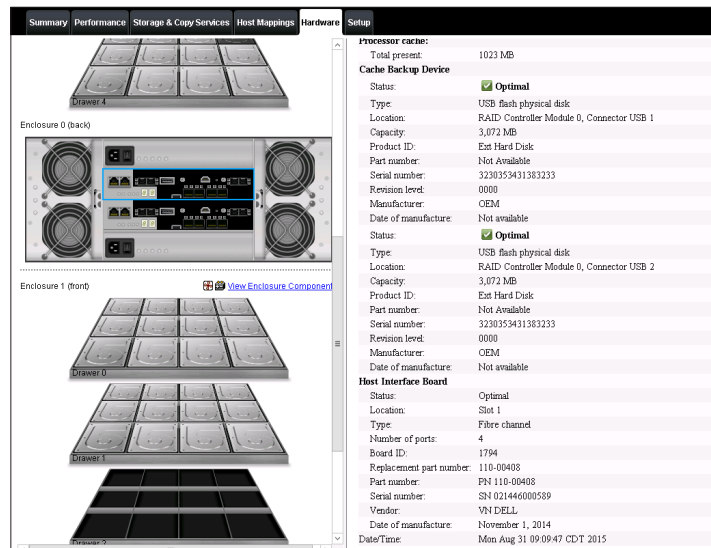 Summary Performance Storage & Copy Services Host Mappings Hardware Setup
Drawer 4
Enclosure 0 (back)
Enclosure 1 (front)
View Enclosure Component
Drawer 0
Drawer 1
Drawer 2
Processor cache:
Total present: 1023 MB
Cache Backup Device
Status: Optimal
Type: USB flash physical disk
Location: RAID Controller Module 0, Connector USB 1
Capacity: 3,072 MB
Product ID: Ext Hard Disk
Part number: Not Available
Serial number: 3230353431383233
Revision level: 0000
Manufacturer: OEM
Date of manufacture: Not available
Status: Optimal
Type: USB flash physical disk
Location: RAID Controller Module 0, Connector USB 2
Capacity: 3,072 MB
Product ID: Ext Hard Disk
Part number: Not Available
Serial number: 3230353431383233
Revision level: 0000
Manufacturer: OEM
Date of manufacture: Not available
Host Interface Board
Status: Optimal
Location: Slot 1
Type: Fibre channel
Number of ports: 4
Board ID: 1794
Replacement part number: 110-00408
Part number: PN 110-00408
Serial number: SN 021446000589
Vendor: VN DELL
Date of manufacture: November 1, 2014
Date/Time: Mon Aug 31 09:09:47 CDT 2015